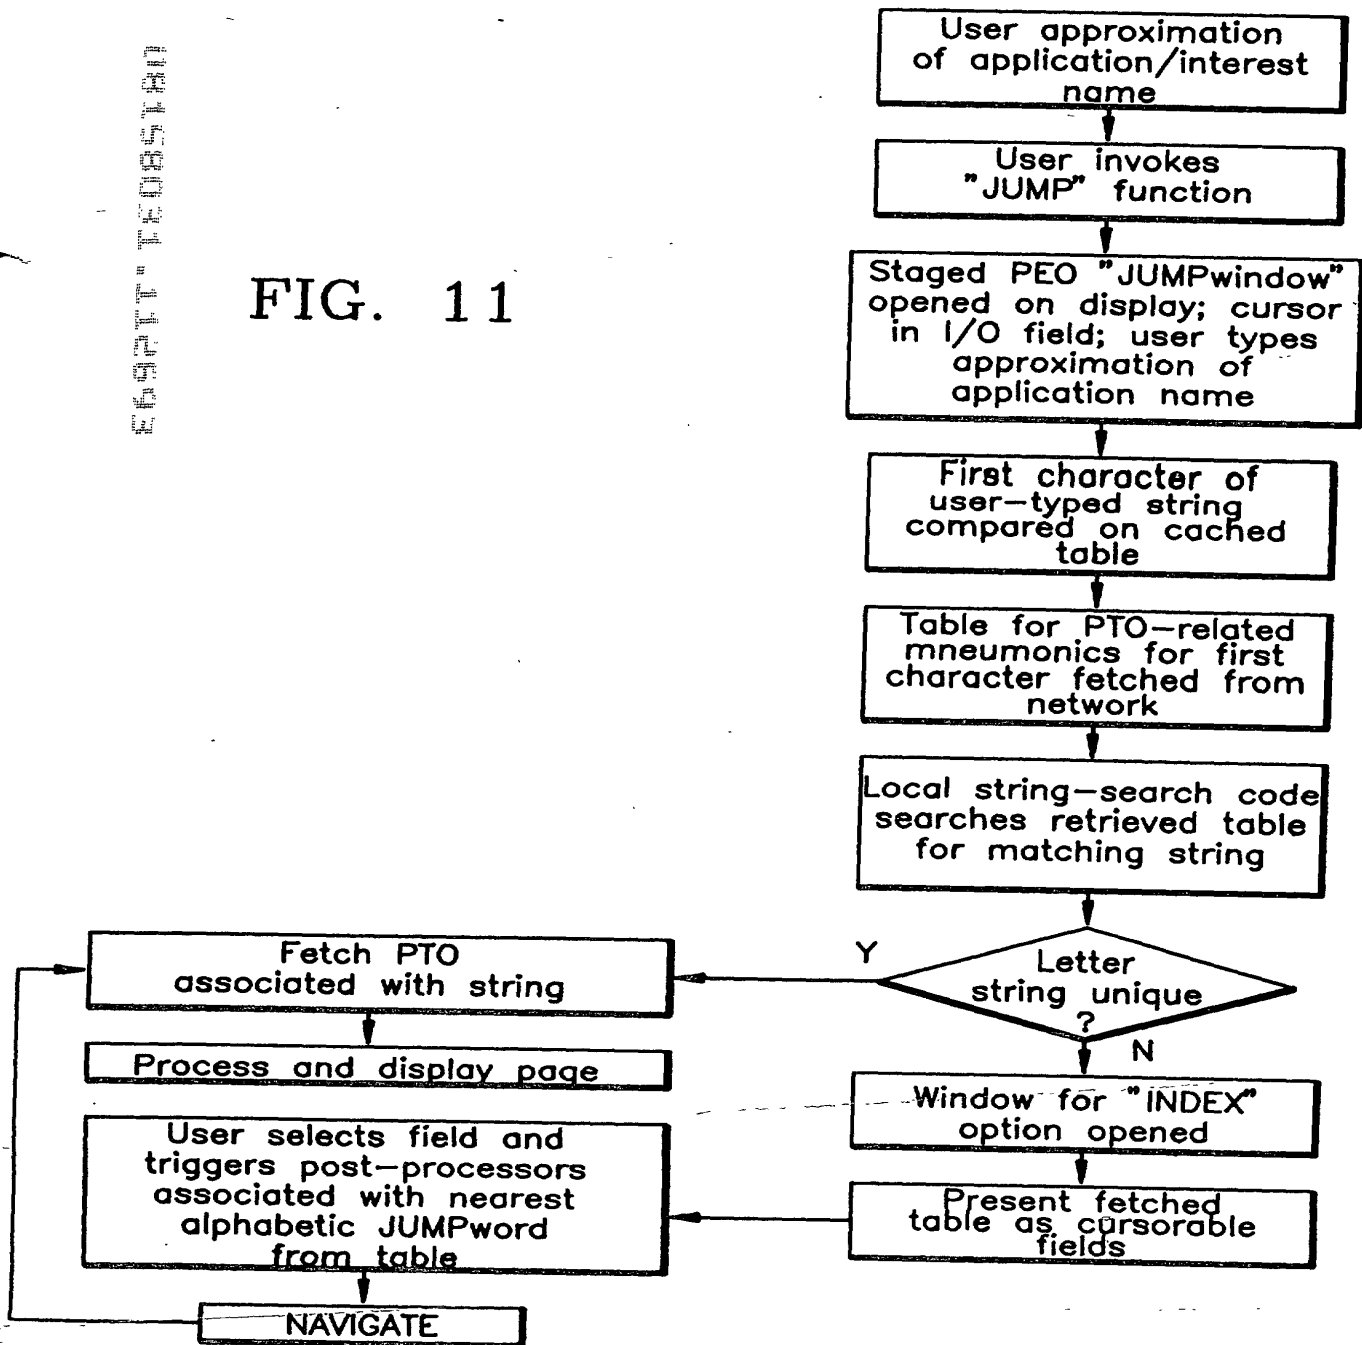 User approximation
of application/interest
name
User invokes
"JUMP" function
FIG. 11
Staged PEO "JUMPwindow"
opened on display; cursor
in I/O field; user types
approximation of
application name
First character of
user-typed string
compared on cached
table
Table for PTO-related
mneumonics for first
character fetched from
network
Local string-search code
searches retrieved table
for matching string
Letter
string unique
?
Y
N
Fetch PTO
associated with string
Process and display page
Window for "INDEX"
option opened
Present fetched
table as cursorable
fields
User selects field and
triggers post-processors
associated with nearest
alphabetic JUMPword
from table
NAVIGATE